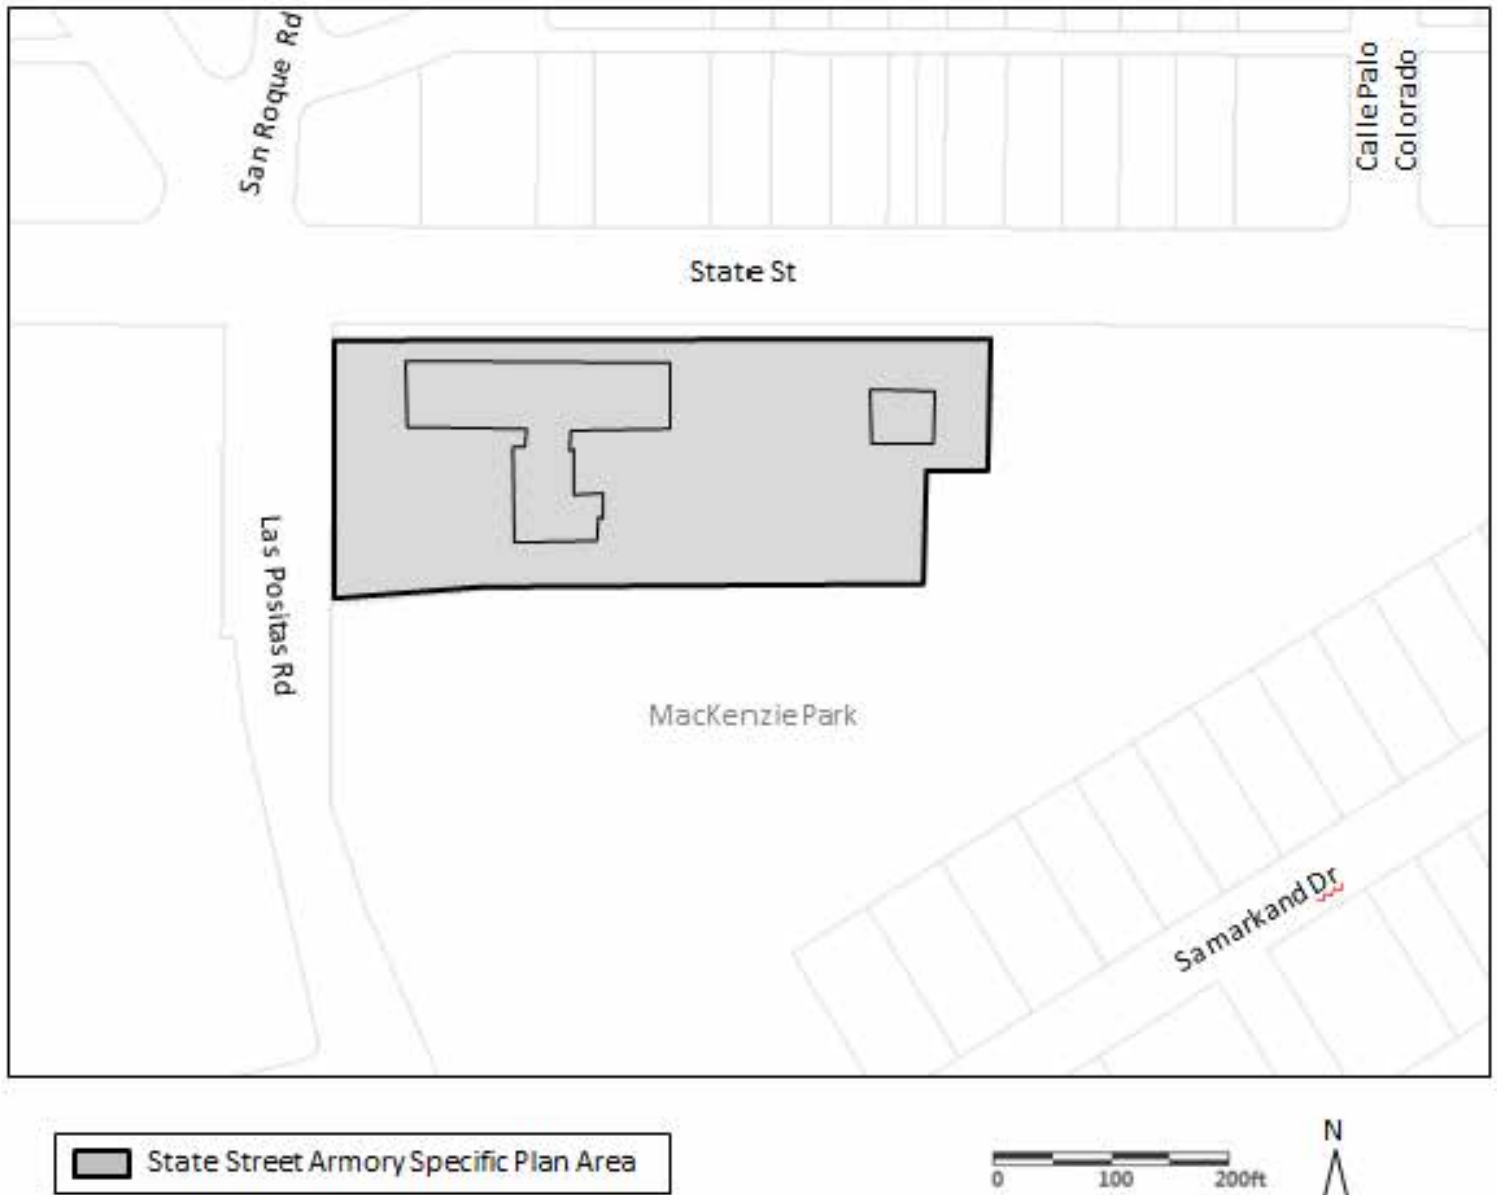 San Roque Rd
Calle Palo
Colorado
State St
Las Positas Rd
MacKenzie Park
Samarkand Dr
State Street Armory Specific Plan Area
N
0 100 200ft